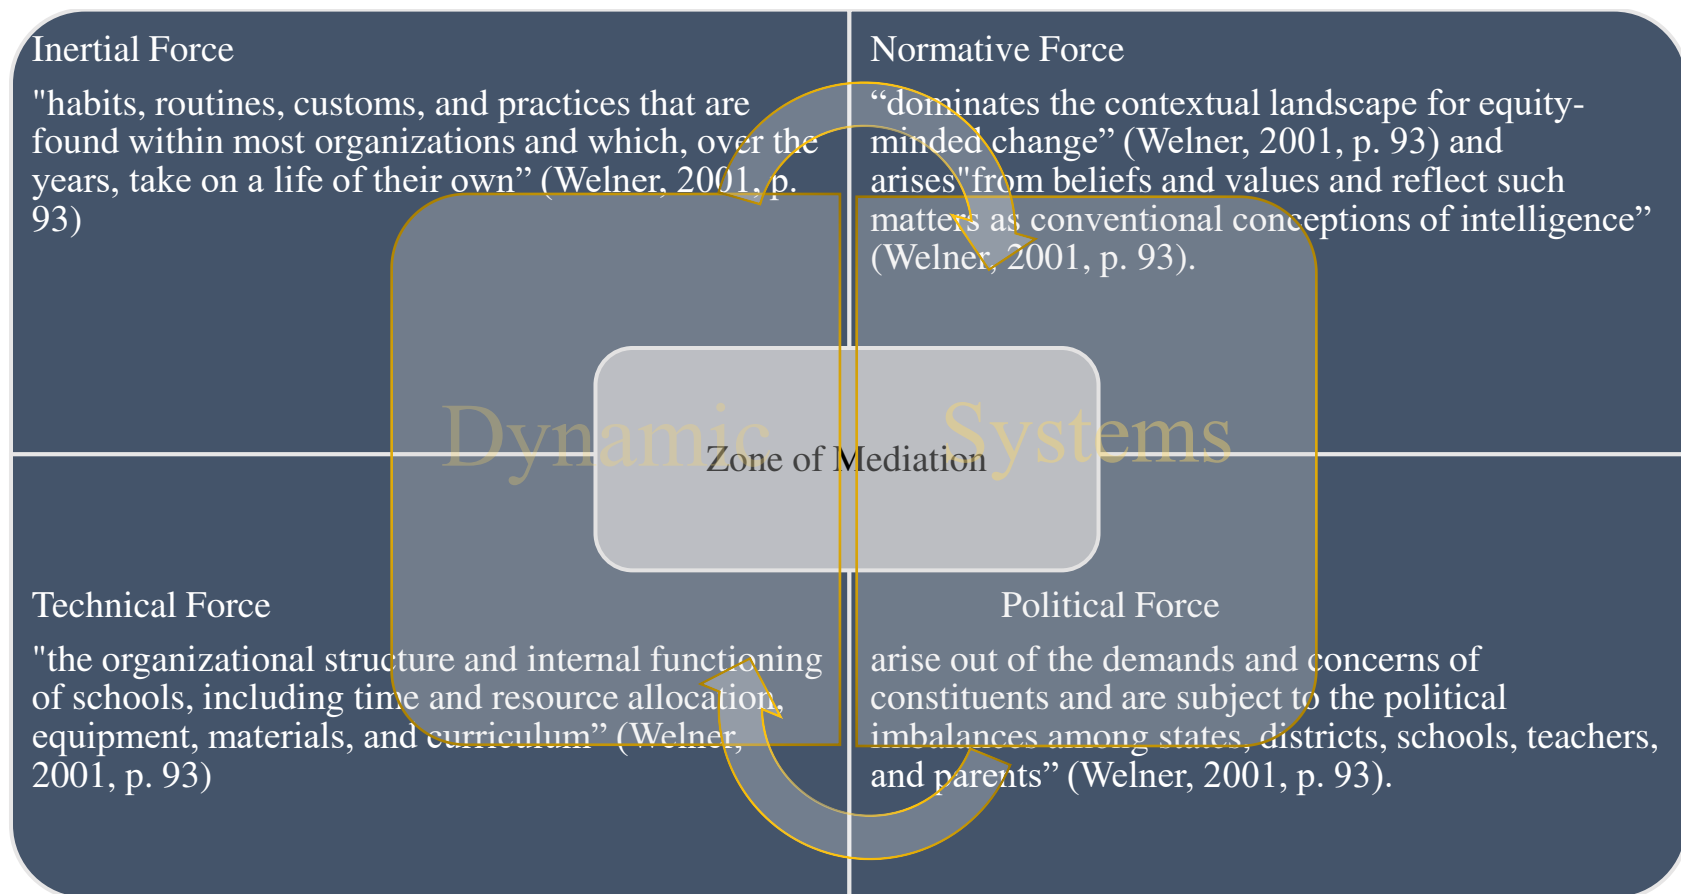 Inertial Force
"habits, routines, customs, and practices that are
found within most organizations and which, over the
years, take on a life of their own” (Welner, 2001, p.
93)
Normative Force
“dominates the contextual landscape for equity-
minded change” (Welner, 2001, p. 93) and
arises"from beliefs and values and reflect such
matters as conventional conceptions of intelligence”
(Welner, 2001, p. 93).
Dynamic Systems
Zone of Mediation
Technical Force
"the organizational structure and internal functioning
of schools, including time and resource allocation,
equipment, materials, and curriculum” (Welner,
2001, p. 93)
Political Force
arise out of the demands and concerns of
constituents and are subject to the political
imbalances among states, districts, schools, teachers,
and parents” (Welner, 2001, p. 93).